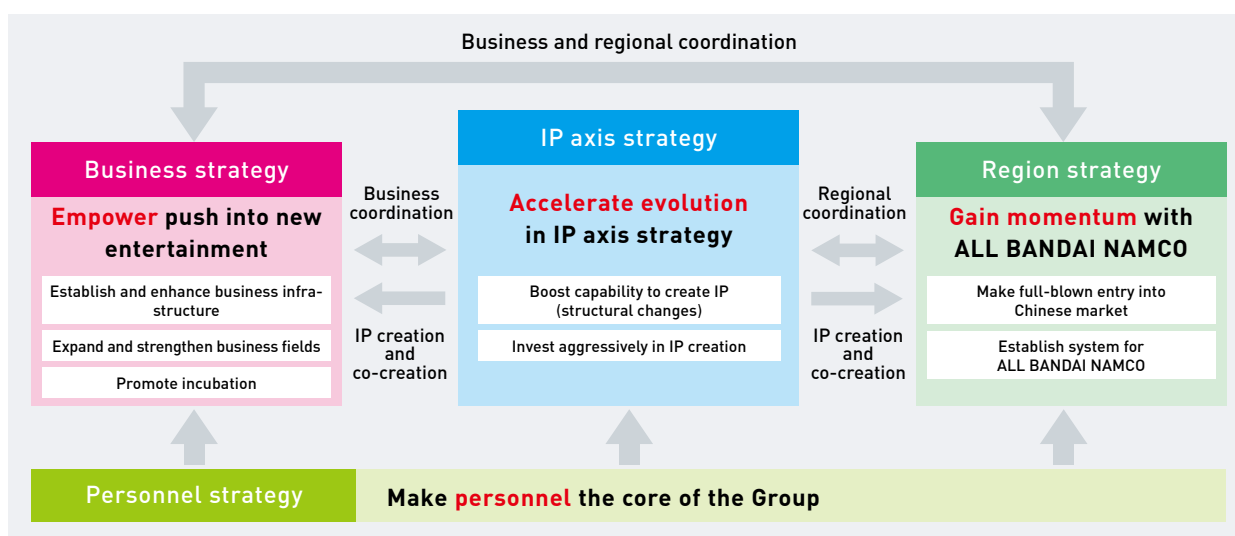 Business and regional coordination
Business strategy
Empower push into new
entertainment
Establish and enhance business infra-
structure
Expand and strengthen business fields
Promote incubation
Business
coordination
IP creation
and
co-creation
IP axis strategy
Accelerate evolution
in IP axis strategy
Boost capability to create IP
(structural changes)
Invest aggressively in IP creation
Regional
coordination
IP creation
and
co-creation
Region strategy
Gain momentum with
ALL BANDAI NAMCO
Make full-blown entry into
Chinese market
Establish system for
ALL BANDAI NAMCO
Personnel strategy
Make personnel the core of the Group